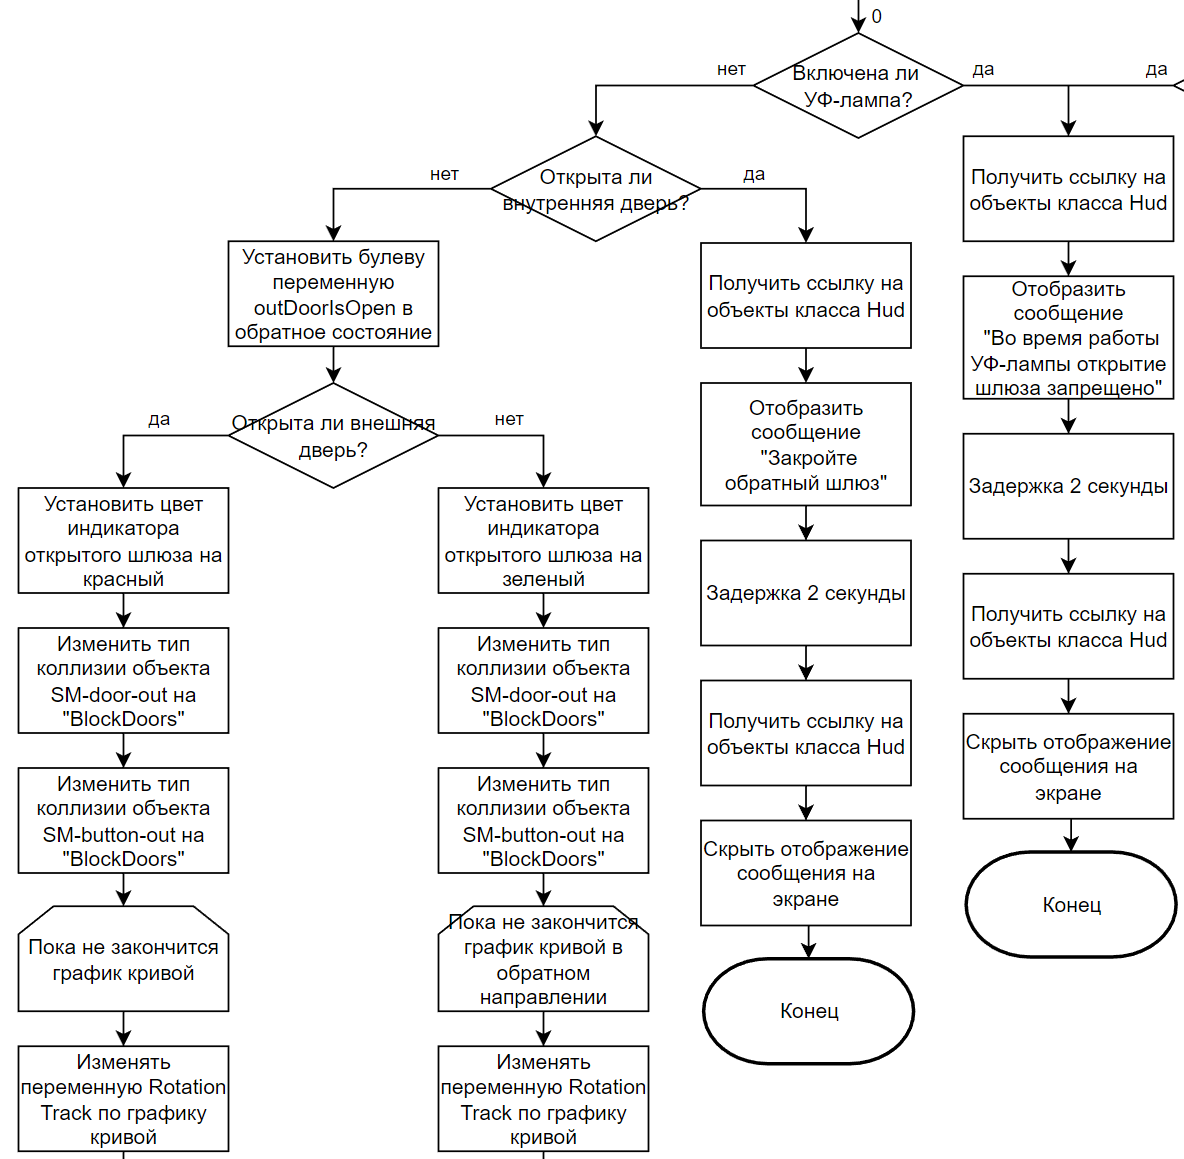 0
Включена ли
УФ-лампа?
нет
да
да
Открыта ли
внутренняя дверь?
нет
да
Установить булеву
переменную
outDoorIsOpen в
обратное состояние
Открыта ли внешняя
дверь?
да
нет
Установить цвет
индикатора
открытого шлюза на
красный
Изменить тип
коллизии объекта
SM-door-out на
"BlockDoors"
Изменить тип
коллизии объекта
SM-button-out на
"BlockDoors"
Пока не закончится
график кривой
Изменять
переменную Rotation
Track по графику
кривой
Установить цвет
индикатора
открытого шлюза на
зеленый
Изменить тип
коллизии объекта
SM-door-out на
"BlockDoors"
Изменить тип
коллизии объекта
SM-button-out на
"BlockDoors"
Пока не закончится
график кривой в
обратном
направлении
Изменять
переменную Rotation
Track по графику
кривой
Получить ссылку на
объекты класса Hud
Отобразить
сообщение
"Закройте
обратный шлюз"
Задержка 2 секунды
Получить ссылку на
объекты класса Hud
Скрыть отображение
сообщения на
экране
Конец
Получить ссылку на
объекты класса Hud
Отобразить
сообщение
"Во время работы
УФ-лампы открытие
шлюза запрещено"
Задержка 2 секунды
Получить ссылку на
объекты класса Hud
Скрыть отображение
сообщения на
экране
Конец